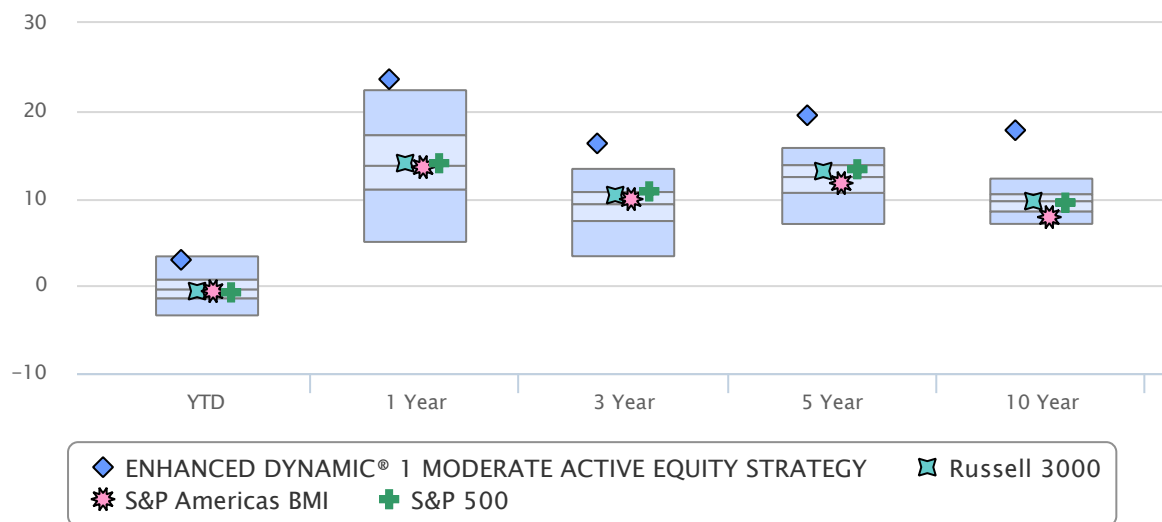 30
20
10
0
−10
YTD 1 Year 3 Year 5 Year 10 Year
ENHANCED DYNAMIC® 1 MODERATE ACTIVE EQUITY STRATEGY Russell 3000
S&P Americas BMI S&P 500